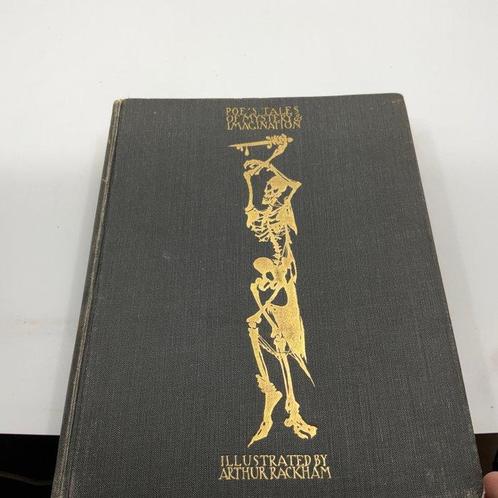 POE'S TALES
OF MYSTERY &
IMAGINATION
ILLUSTRATED BY
ARTHUR RACKHAM